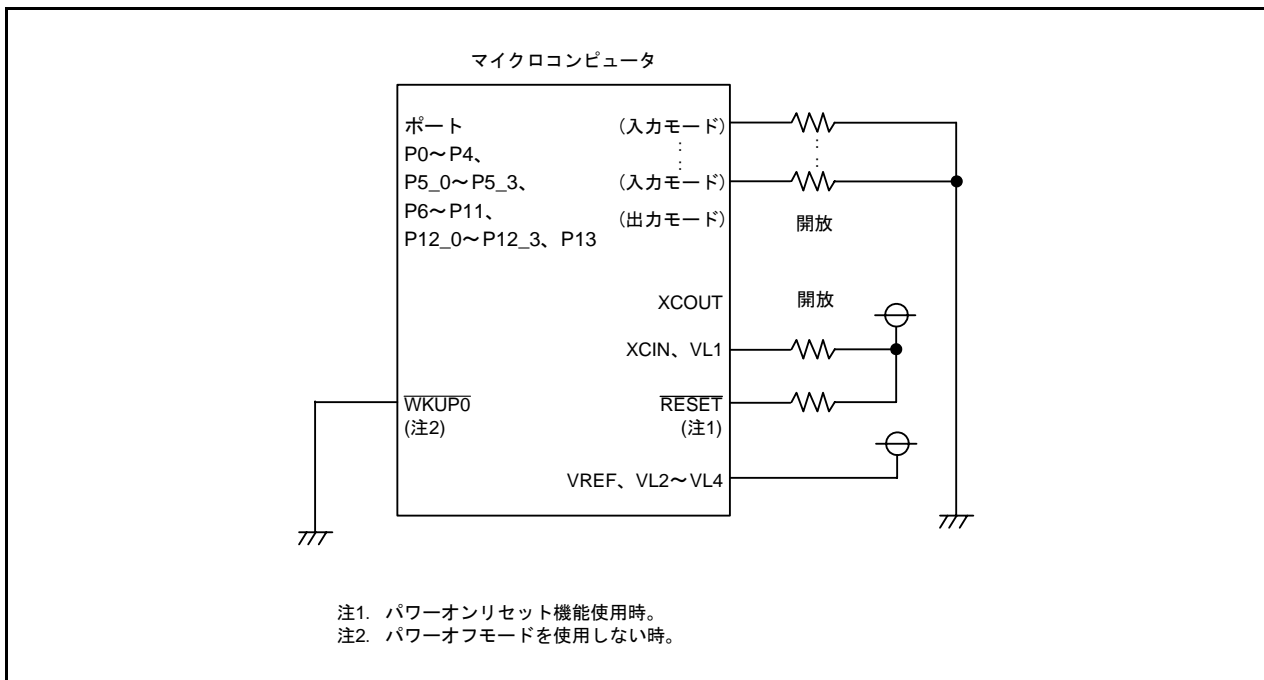 マイクロコンピュータ
ポート
P0～P4、
P5_0～P5_3、
P6～P11、
P12_0～P12_3、P13
(入力モード)
(入力モード)
(出力モード)
開放
XCOUT
開放
XCIN、VL1
WKUP0
(注2)
RESET
(注1)
VREF、VL2～VL4
注1. パワーオンリセット機能使用時。
注2. パワーオフモードを使用しない時。